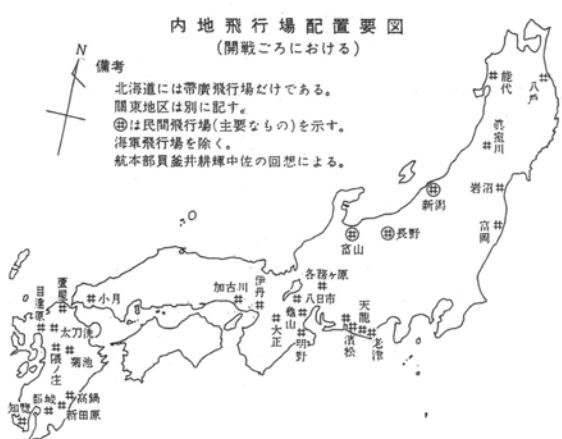 内地飛行場配置要図
(開戦ごろにおける)
N
備考
北海道には帯廣飛行場だけである。
関東地区は別に記す。
⌗は民間飛行場(主要なもの)を示す。
海軍飛行場を除く。
航本部員釜井耕輝中佐の回想による。
能代
八戸
真室川
岩沼
新潟
富岡
長野
富山
各務ヶ原
伊丹
加古川
八日市
亀山
大正
明野
天龍
浜松
老津
小月
芦屋
目達原
太刀洗
隈ノ庄
菊池
高鍋
都城
新田原
知覧